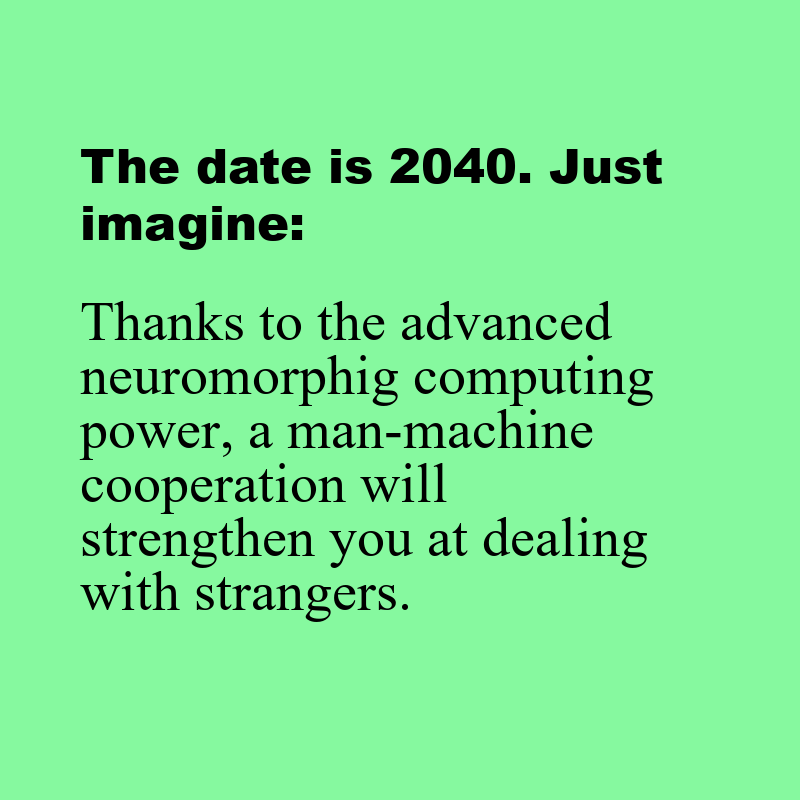 The date is 2040. Just
imagine:
Thanks to the advanced
neuromorphig computing
power, a man-machine
cooperation will
strengthen you at dealing
with strangers.